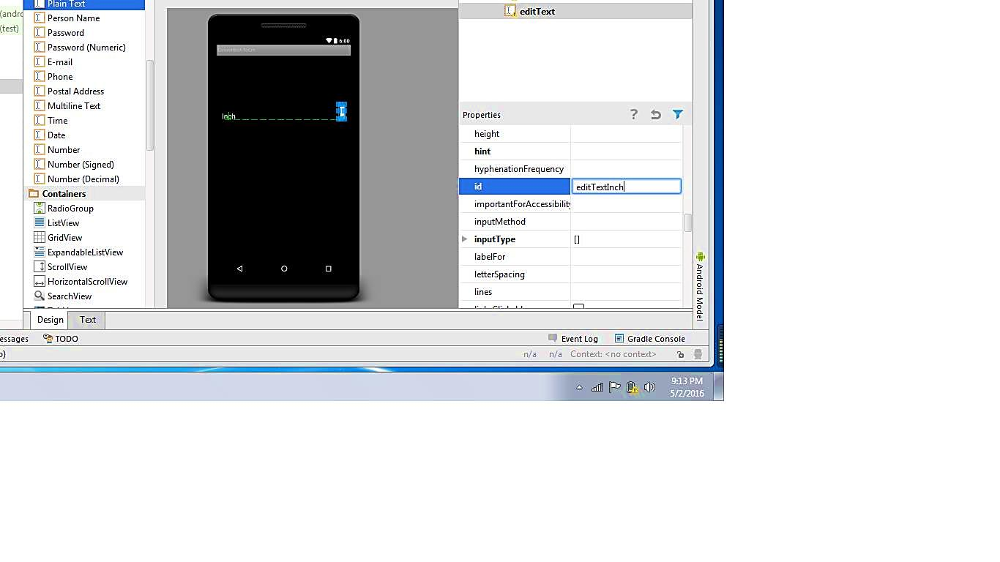 (andro
(test)
Plain Text
Person Name
Password
Password (Numeric)
E-mail
Phone
Postal Address
Multiline Text
Time
Date
Number
Number (Signed)
Number (Decimal)
Containers
RadioGroup
ListView
GridView
ExpandableListView
ScrollView
HorizontalScrollView
SearchView
6:00
Inch
editText
Properties
height
hint
hyphenationFrequency
id editTextInch
importantForAccessibility
inputMethod
inputType []
labelFor
letterSpacing
lines
Android Model
Design Text
essages TODO Event Log Gradle Console
n/a n/a Context: <no context>
9:13 PM
5/2/2016